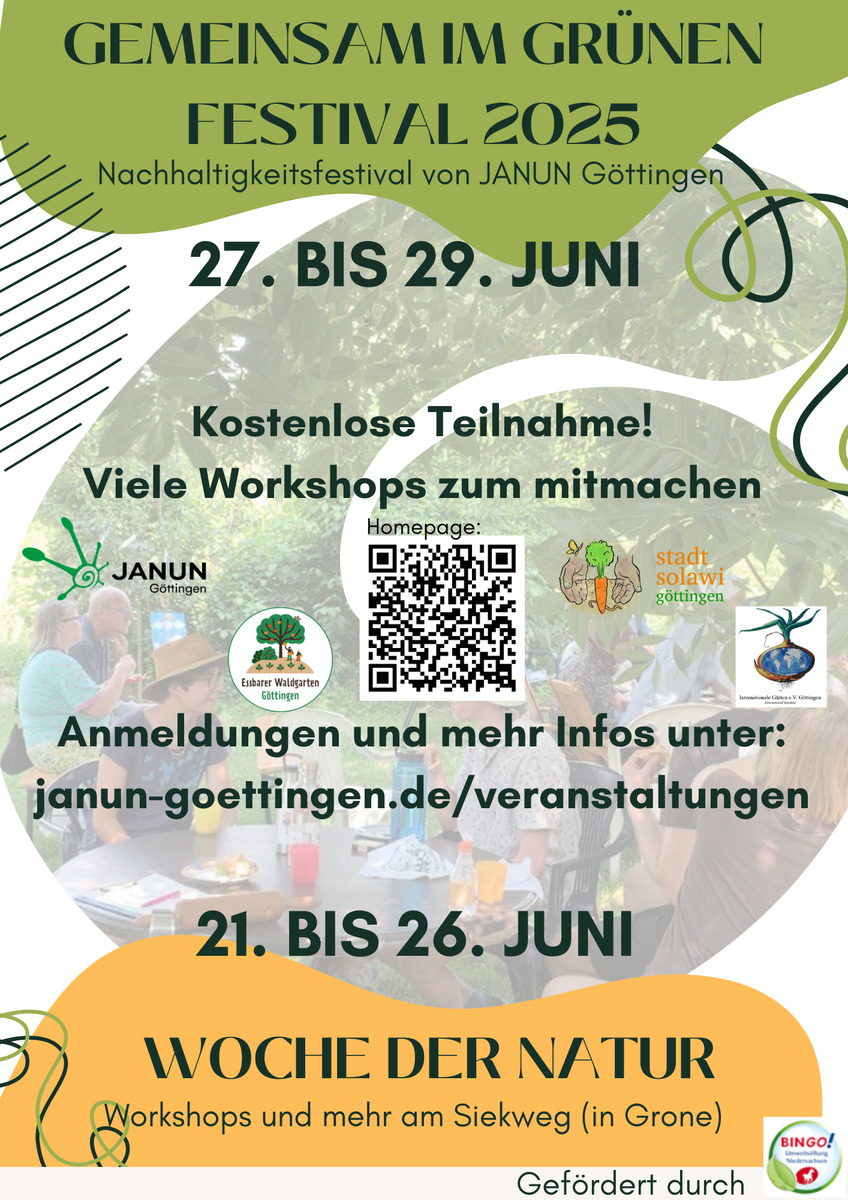 GEMEINSAM IM GRÜNEN
FESTIVAL 2025
Nachhaltigkeitsfestival von JANUN Göttingen
27. BIS 29. JUNI
Kostenlose Teilnahme!
Viele Workshops zum mitmachen
Homepage:
JANUN
Göttingen
stadt
solawi
göttingen
Essbarer Waldgarten
Göttingen
Internationale Gärten e.V. Göttingen
Anmeldungen und mehr Infos unter:
janun-goettingen.de/veranstaltungen
21. BIS 26. JUNI
WOCHE DER NATUR
Workshops und mehr am Siekweg (in Grone)
BINGO!
Umweltstiftung
Niedersachsen
Gefördert durch